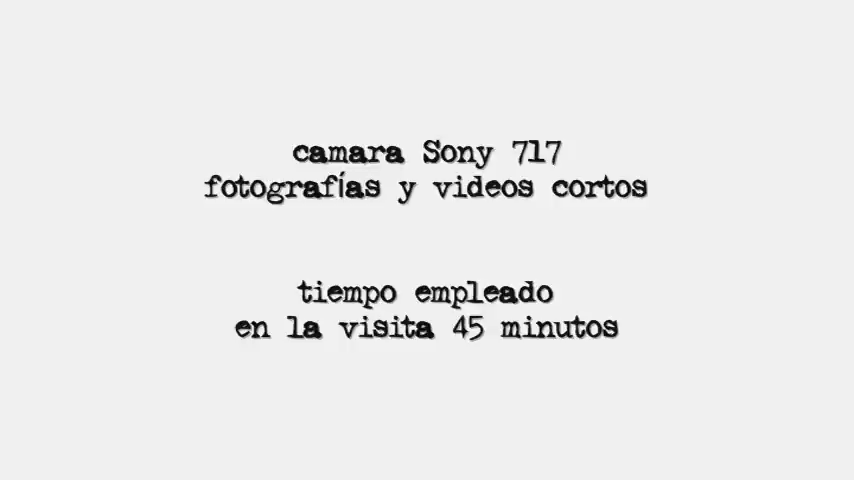 camara Sony 717
fotografías y videos cortos
tiempo empleado
en la visita 45 minutos